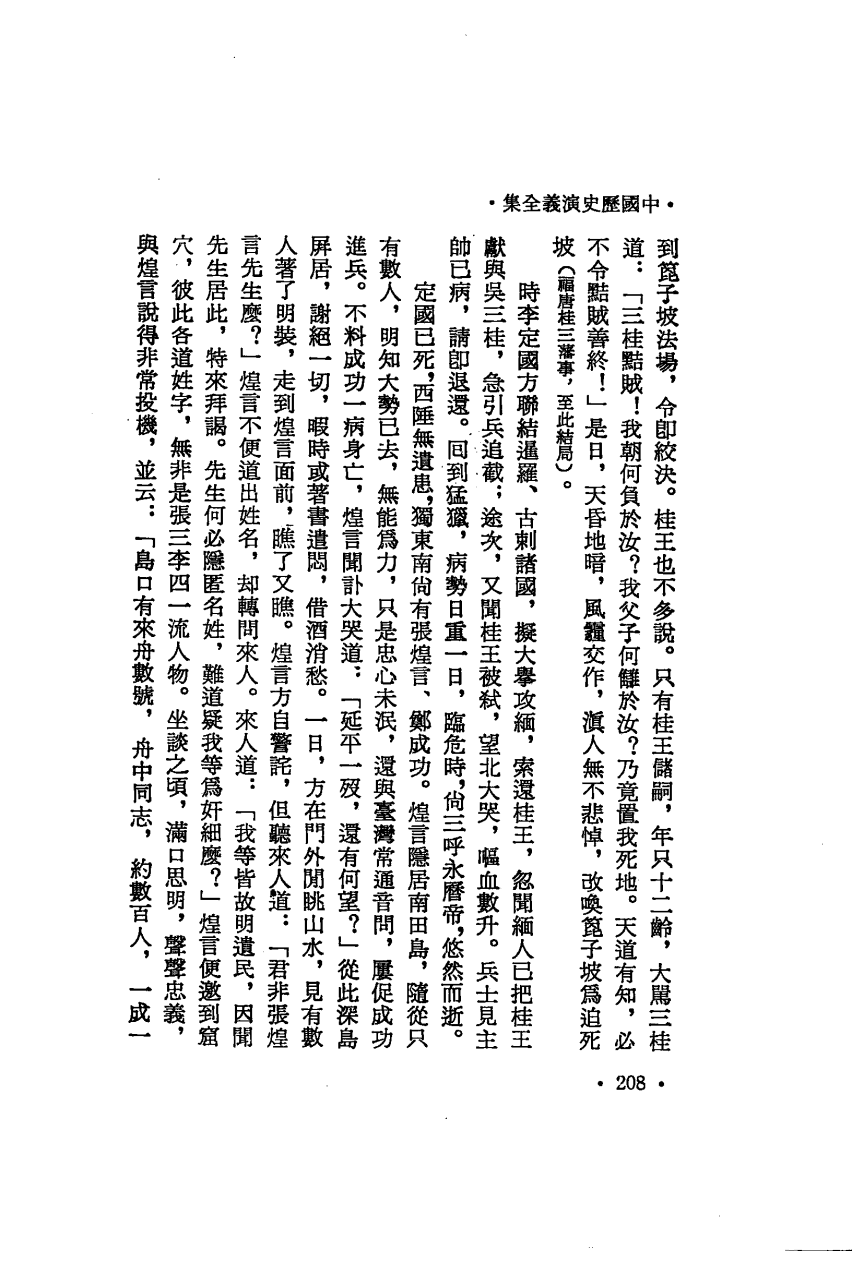 •中國歷史演義全集•
到篦子坡法場，令卽絞決。桂王也不多說。只有桂王儲嗣，年只十二齡，大罵三桂
道：「三桂黠賊！我朝何負於汝？我父子何讎於汝？乃竟置我死地。天道有知，必
不令黠賊善終！」是日，天昏地暗，風霾交作，滇人無不悲悼，改喚篦子坡爲迫死
坡（福唐桂三藩事，至此結局）。
時李定國方聯結暹羅、古剌諸國，擬大擧攻緬，索還桂王，忽聞緬人已把桂王
獻與吳三桂，急引兵追截；途次，又聞桂王被弒，望北大哭，嘔血數升。兵士見主
帥已病，請卽退還。回到猛獵，病勢日重一日，臨危時，尙三呼永曆帝，悠然而逝。
定國已死，西陲無遺患，獨東南尙有張煌言、鄭成功。煌言隱居南田島，隨從只
有數人，明知大勢已去，無能爲力，只是忠心未泯，還與臺灣常通音問，屢促成功
進兵。不料成功一病身亡，煌言聞訃大哭道：「延平一歿，還有何望？」從此深島
屏居，謝絕一切，暇時或著書遣悶，借酒消愁。一日，方在門外閒眺山水，見有數
人著了明裝，走到煌言面前，瞧了又瞧。煌言方自警詫，但聽來人道：「君非張煌
言先生麼？」煌言不便道出姓名，却轉問來人。來人道：「我等皆故明遺民，因聞
先生居此，特來拜謁。先生何必隱匿名姓，難道疑我等爲奸細麼？」煌言便邀到窟
穴，彼此各道姓字，無非是張三李四一流人物。坐談之頃，滿口思明，聲聲忠義，
與煌言說得非常投機，並云：「島口有來舟數號，舟中同志，約數百人，一成一
•208•